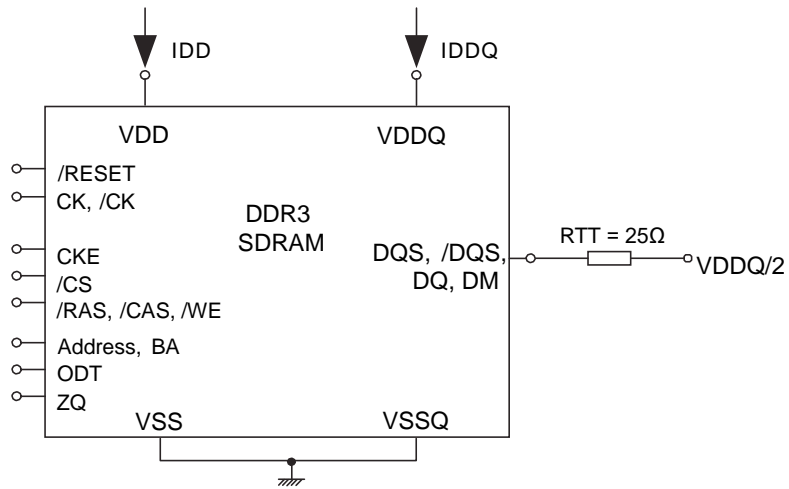 IDD
IDDQ
VDD
VDDQ
/RESET
CK, /CK
DDR3
SDRAM
CKE
/CS
/RAS, /CAS, /WE
Address, BA
ODT
ZQ
DQS, /DQS,
DQ, DM
RTT = 25Ω
VDDQ/2
VSS
VSSQ